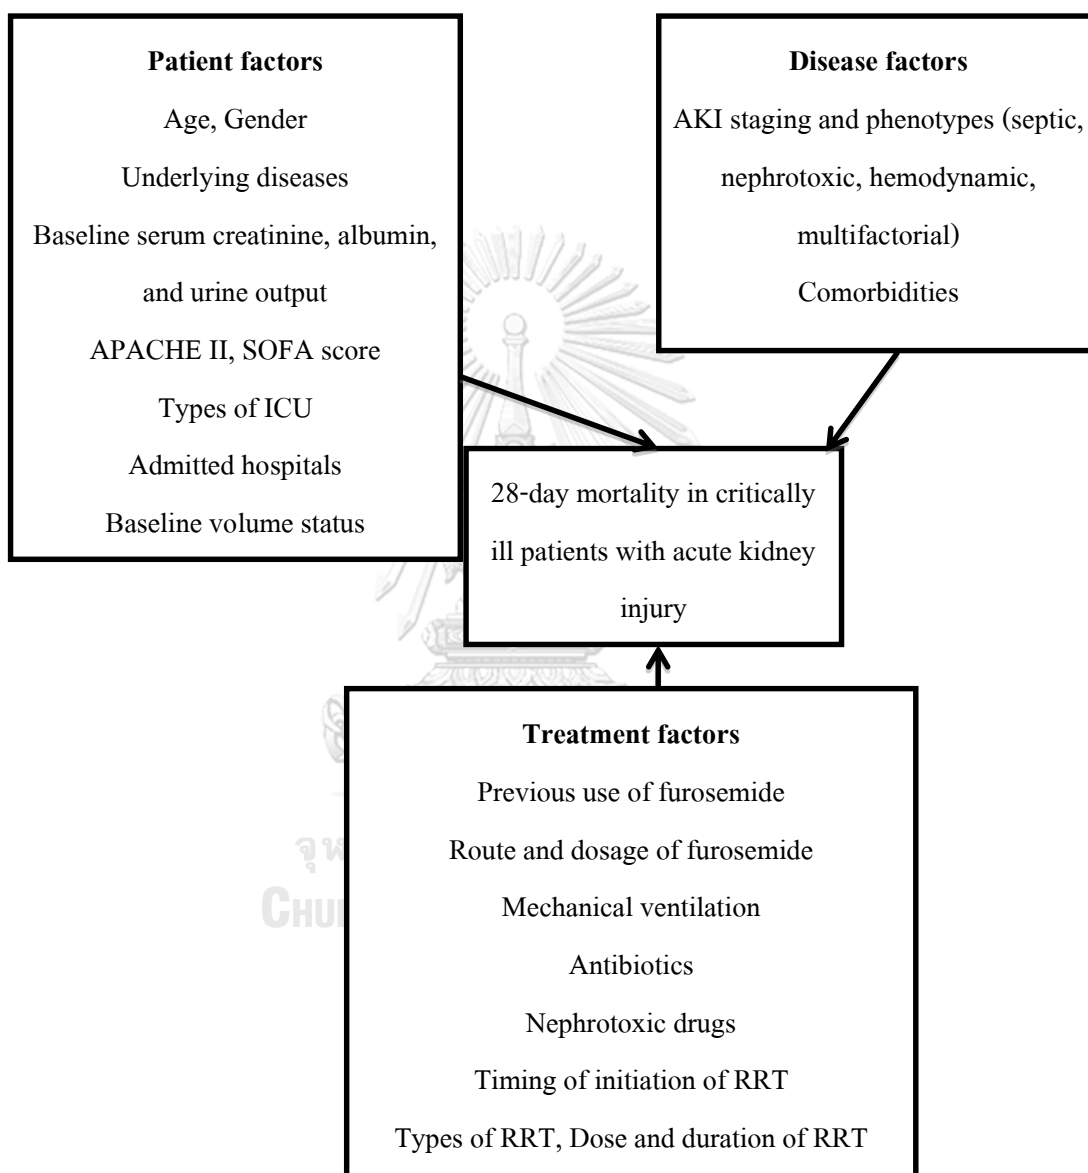 Patient factors
Age, Gender
Underlying diseases
Baseline serum creatinine, albumin,
and urine output
APACHE II, SOFA score
Types of ICU
Admitted hospitals
Baseline volume status
Disease factors
AKI staging and phenotypes (septic,
nephrotoxic, hemodynamic,
multifactorial)
Comorbidities
28-day mortality in critically
ill patients with acute kidney
injury
Treatment factors
Previous use of furosemide
Route and dosage of furosemide
Mechanical ventilation
Antibiotics
Nephrotoxic drugs
Timing of initiation of RRT
Types of RRT, Dose and duration of RRT